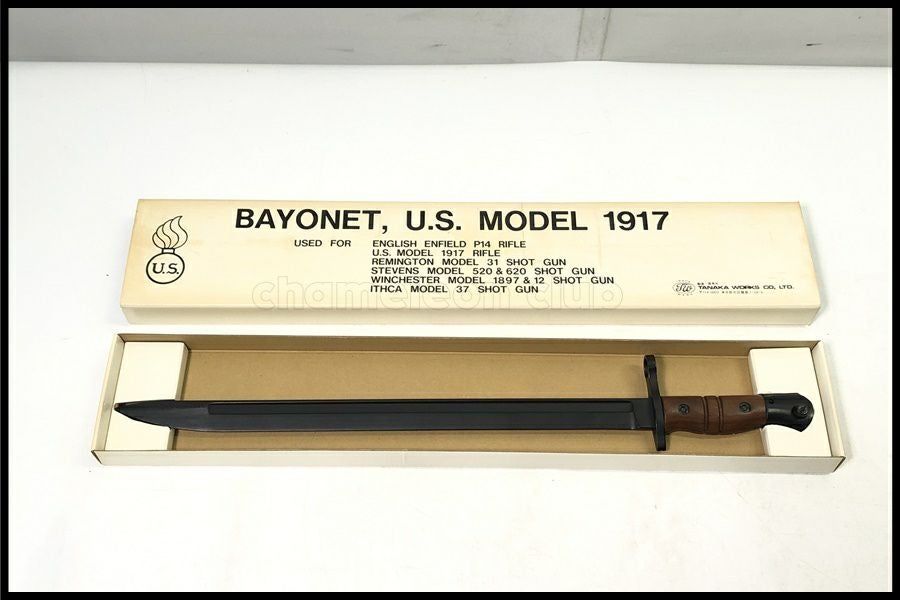 BAYONET, U.S. MODEL 1917
USED FOR ENGLISH ENFIELD P14 RIFLE
U.S. MODEL 1917 RIFLE
REMINGTON MODEL 31 SHOT GUN
STEVENS MODEL 520 & 620 SHOT GUN
WINCHESTER MODEL 1897 & 12 SHOT GUN
ITHCA MODEL 37 SHOT GUN
U.S.
TANAKA WORKS CO, LTD.
chameleonclub